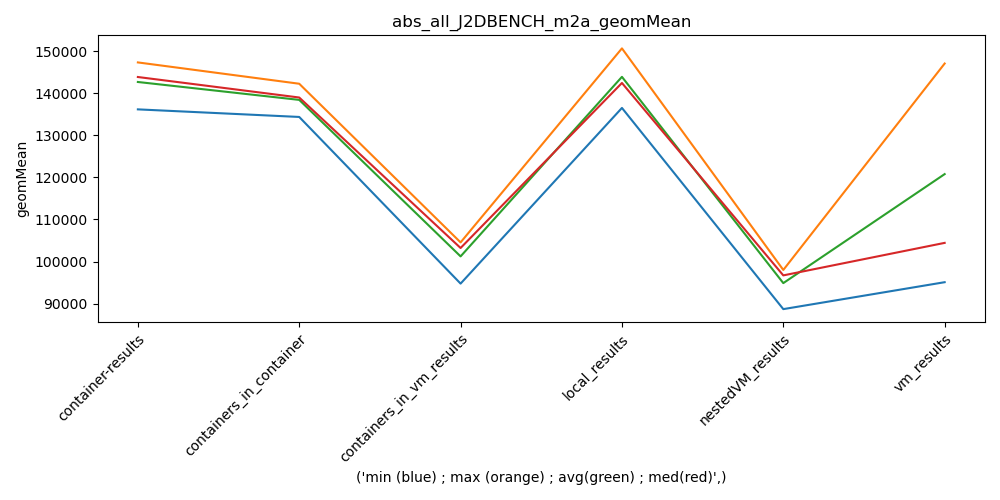 abs_all_J2DBENCH_m2a_geomMean
150000
140000
130000
120000
110000
100000
90000
geomMean
container-results
containers_in_container
containers_in_vm_results
local_results
nestedVM_results
vm_results
('min (blue) ; max (orange) ; avg(green) ; med(red)',)